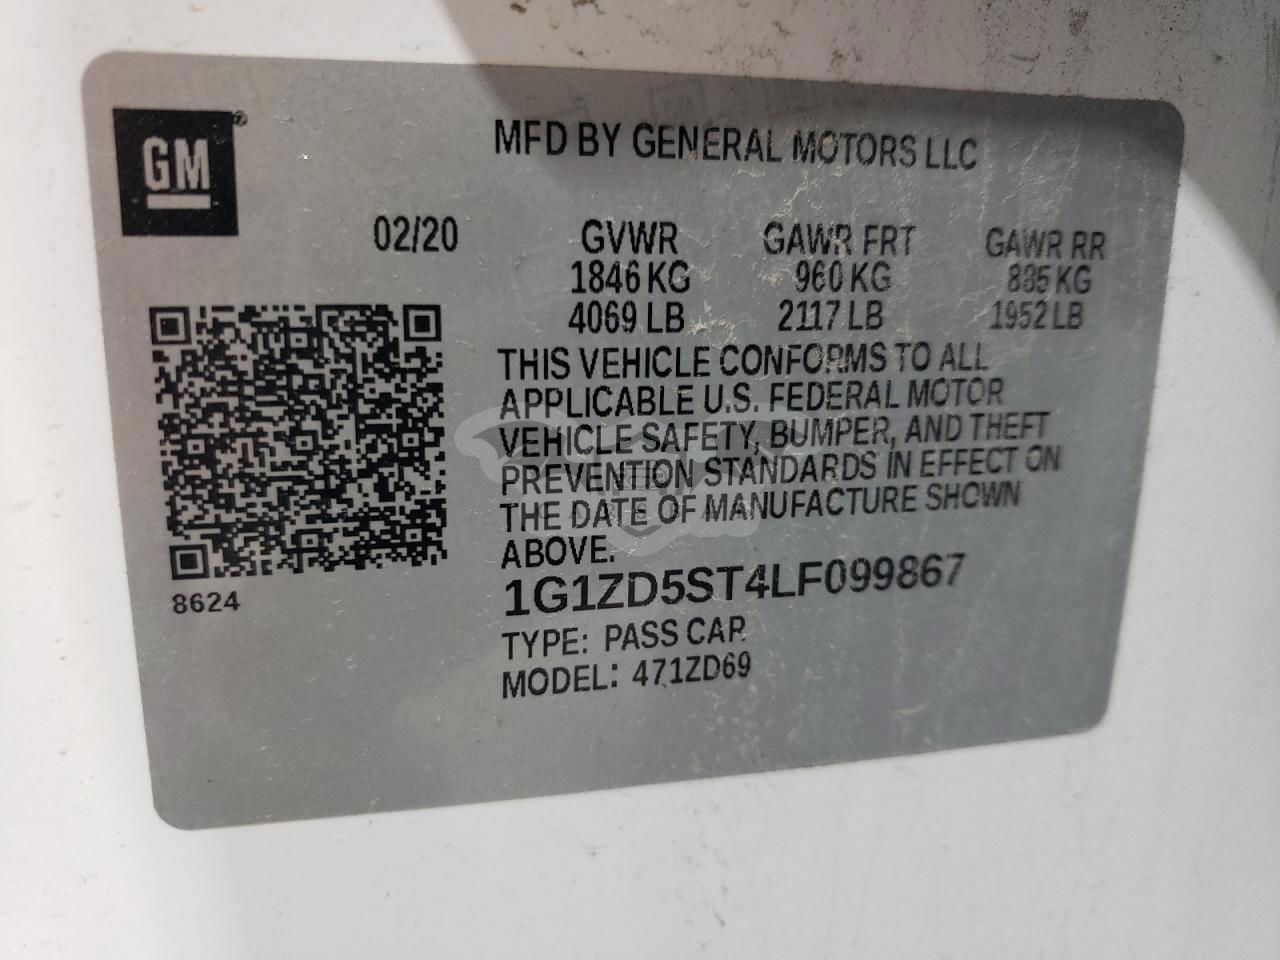 GM®
MFD BY GENERAL MOTORS LLC
02/20
GVWR GAWR FRT GAWR RR
1846 KG 960 KG 885 KG
4069 LB 2117 LB 1952 LB
THIS VEHICLE CONFORMS TO ALL
APPLICABLE U.S. FEDERAL MOTOR
VEHICLE SAFETY, BUMPER, AND THEFT
PREVENTION STANDARDS IN EFFECT ON
THE DATE OF MANUFACTURE SHOWN
ABOVE.
8624
1G1ZD5ST4LF099867
TYPE: PASS CAR
MODEL: 471ZD69